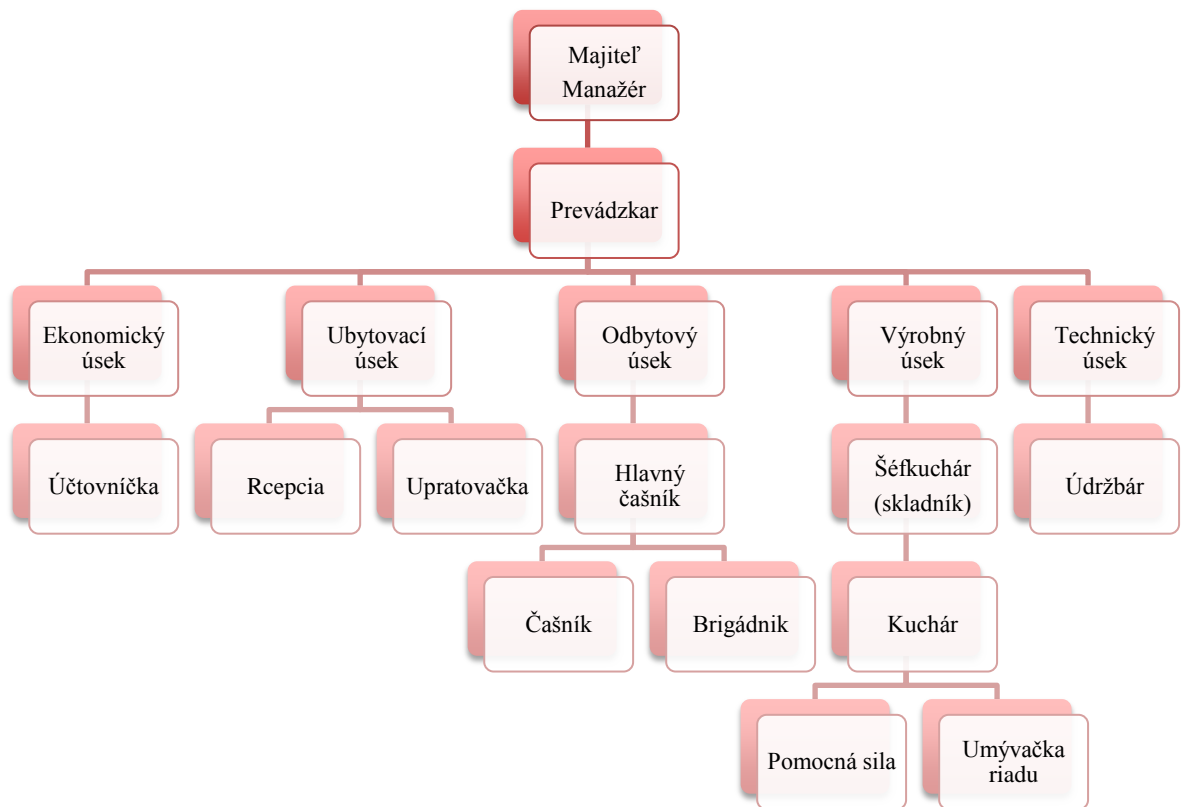 Majiteľ
Manažér
Prevádzkar
Ekonomický
úsek
Ubytovací
úsek
Odbytový
úsek
Výrobný
úsek
Technický
úsek
Účtovníčka
Rcepcia
Upratovačka
Hlavný
čašník
Šéfkuchár
(skladník)
Údržbár
Čašník
Brigádnik
Kuchár
Pomocná sila
Umývačka
riadu